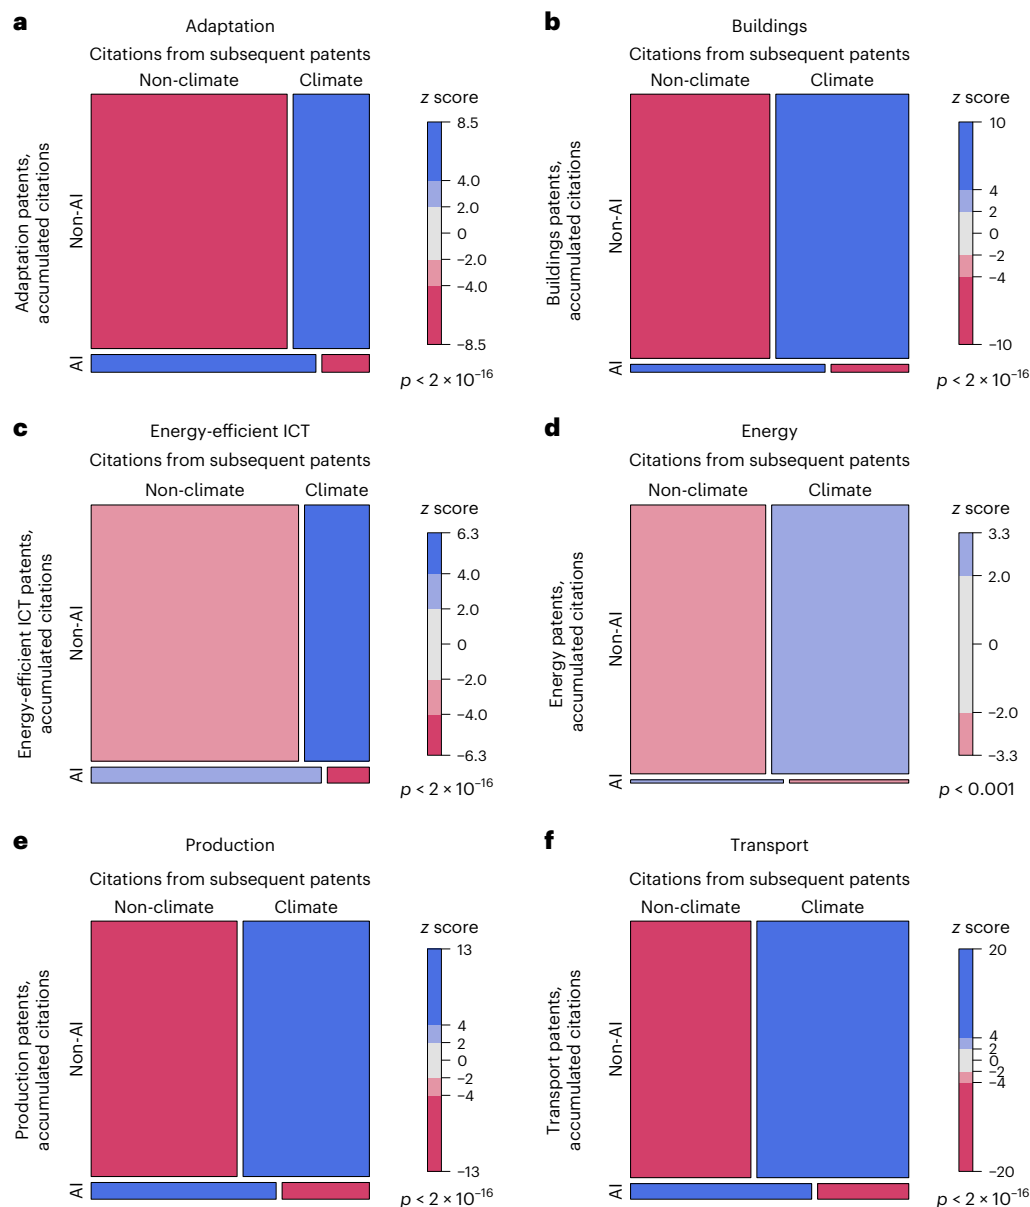 a
Adaptation
Citations from subsequent patents
Non-climate Climate
Adaptation patents,
accumulated citations
Non-AI
AI
z score
8.5
4.0
2.0
0
−2.0
−4.0
−8.5
p < 2 × 10−16
b
Buildings
Citations from subsequent patents
Non-climate Climate
Buildings patents,
accumulated citations
Non-AI
AI
z score
10
4
2
0
−2
−4
−10
p < 2 × 10−16
c
Energy-efficient ICT
Citations from subsequent patents
Non-climate Climate
Energy-efficient ICT patents,
accumulated citations
Non-AI
AI
z score
6.3
4.0
2.0
0
−2.0
−4.0
−6.3
p < 2 × 10−16
d
Energy
Citations from subsequent patents
Non-climate Climate
Energy patents,
accumulated citations
Non-AI
AI
z score
3.3
2.0
0
−2.0
−3.3
p < 0.001
e
Production
Citations from subsequent patents
Non-climate Climate
Production patents,
accumulated citations
Non-AI
AI
z score
13
4
2
0
−2
−4
−13
p < 2 × 10−16
f
Transport
Citations from subsequent patents
Non-climate Climate
Transport patents,
accumulated citations
Non-AI
AI
z score
20
4
2
0
−2
−4
−20
p < 2 × 10−16